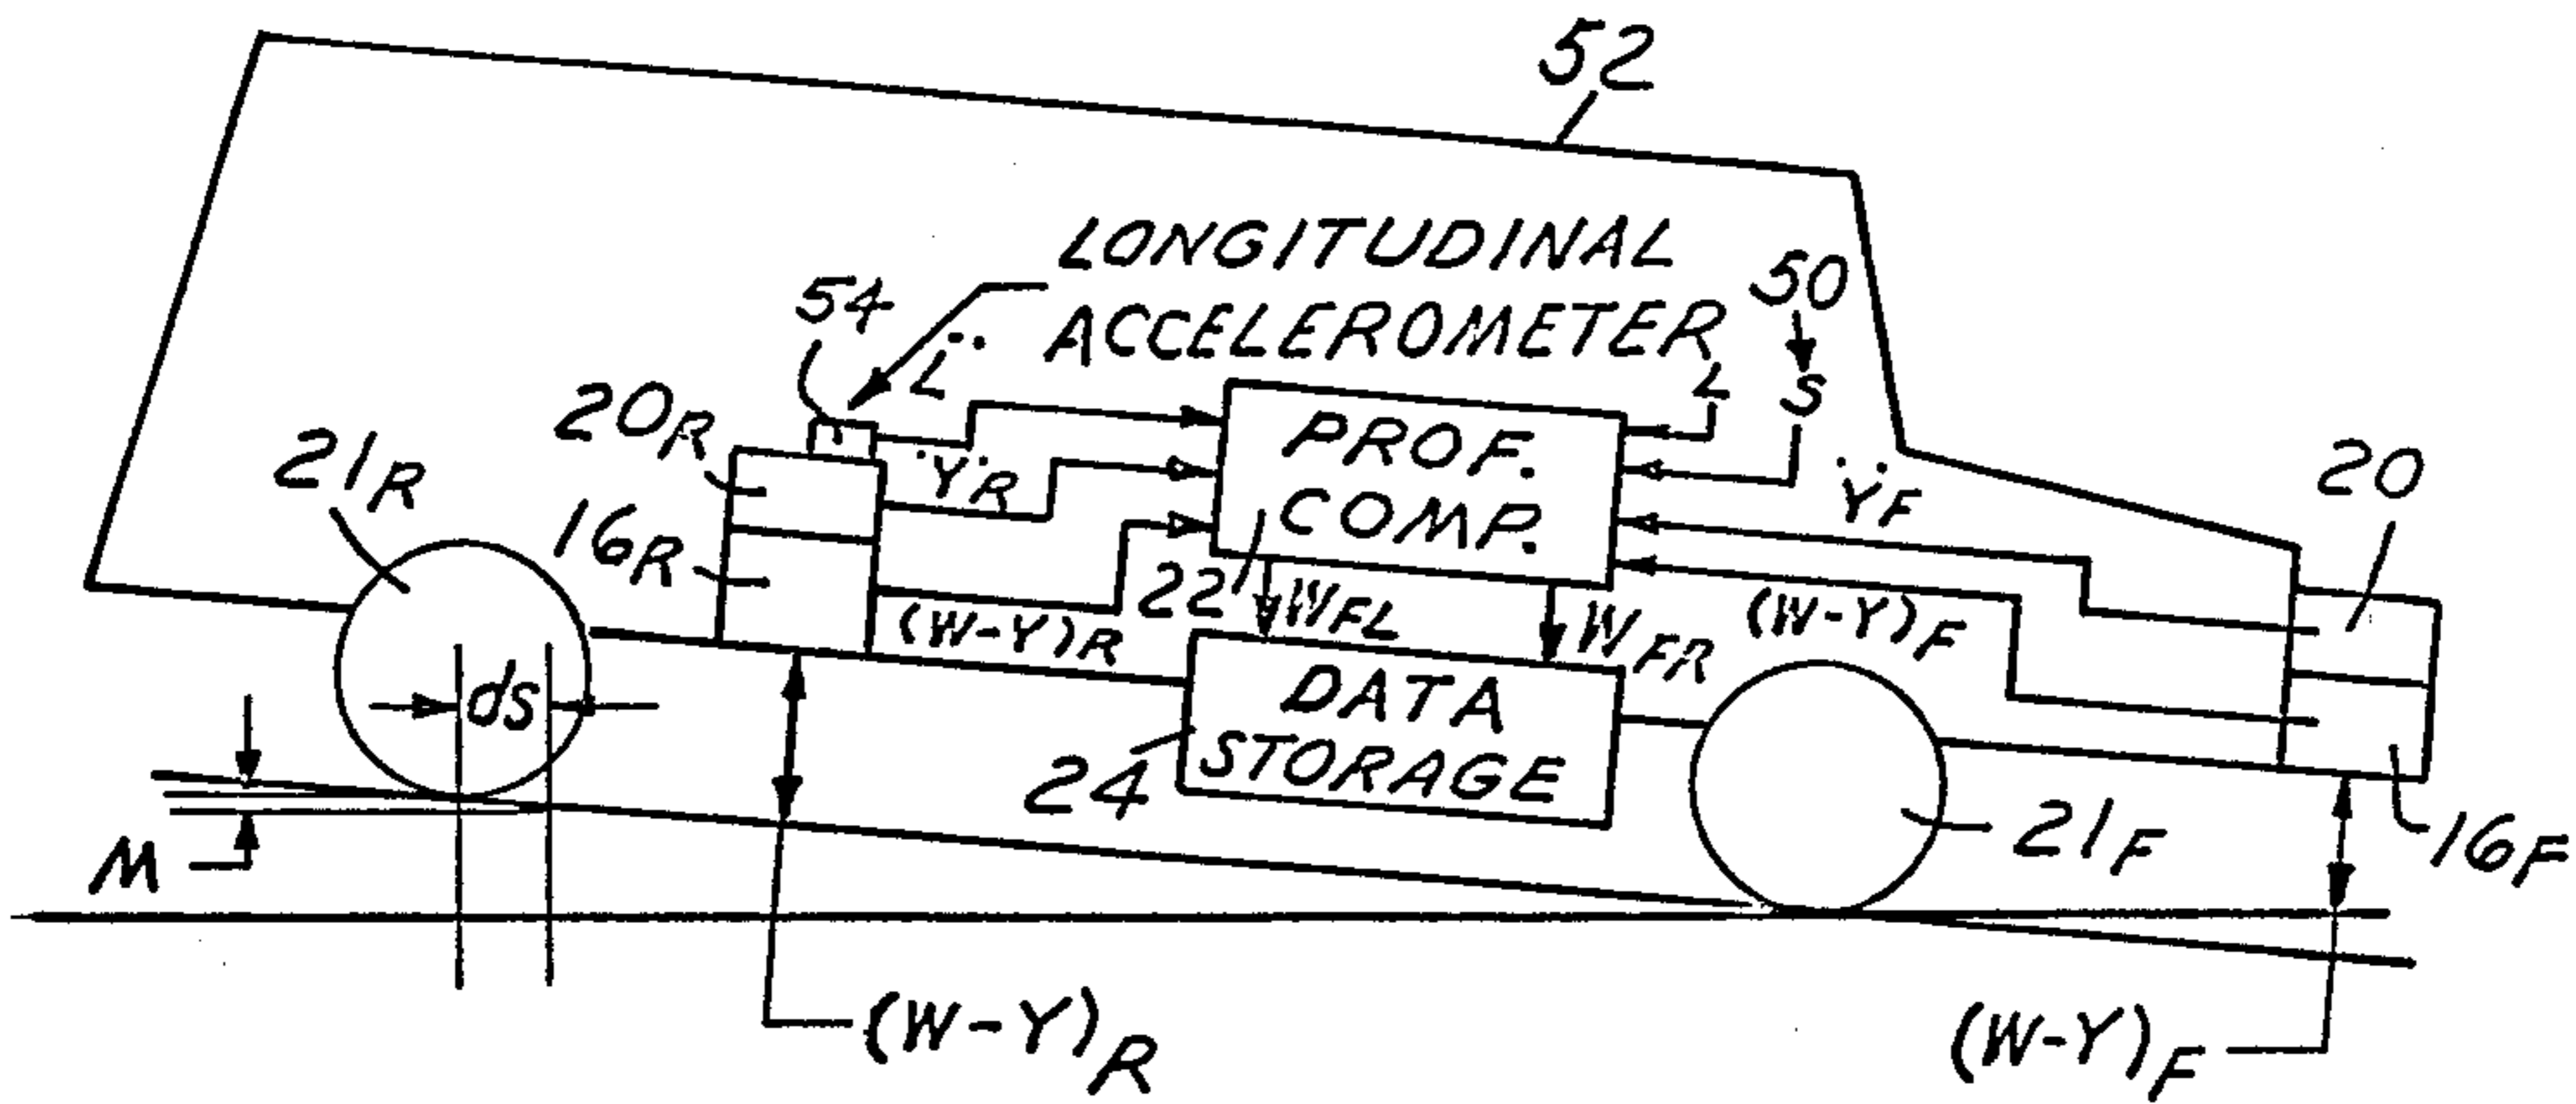 52
LONGITUDINAL
ACCELEROMETER
54
L̈
50
L
S
20R
21R
ŸR
PROF.
COMP.
ŸF
20
16R
22
(W-Y)R
WFL
WFR
(W-Y)F
dS
DATA
STORAGE
24
21F
16F
M
(W-Y)R
(W-Y)F